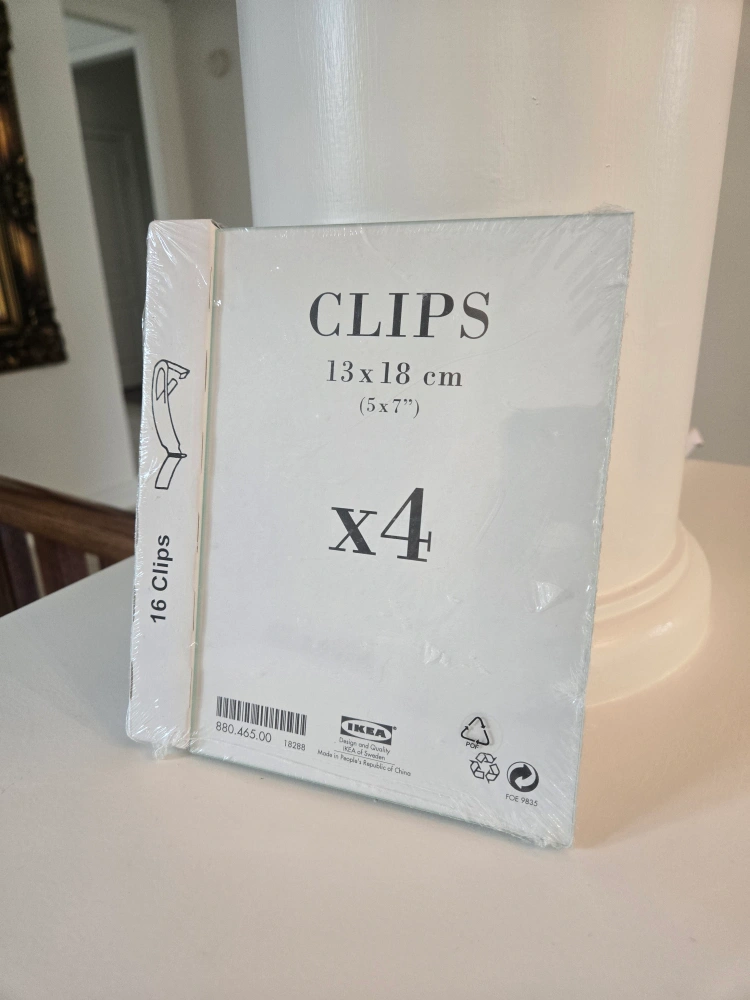 CLIPS
13x18 cm
(5x7”)
x4
16 Clips
880.465.00
18288
IKEA
Design and Quality
IKEA of Sweden
Made in People's Republic of China
POF
FOE 9835